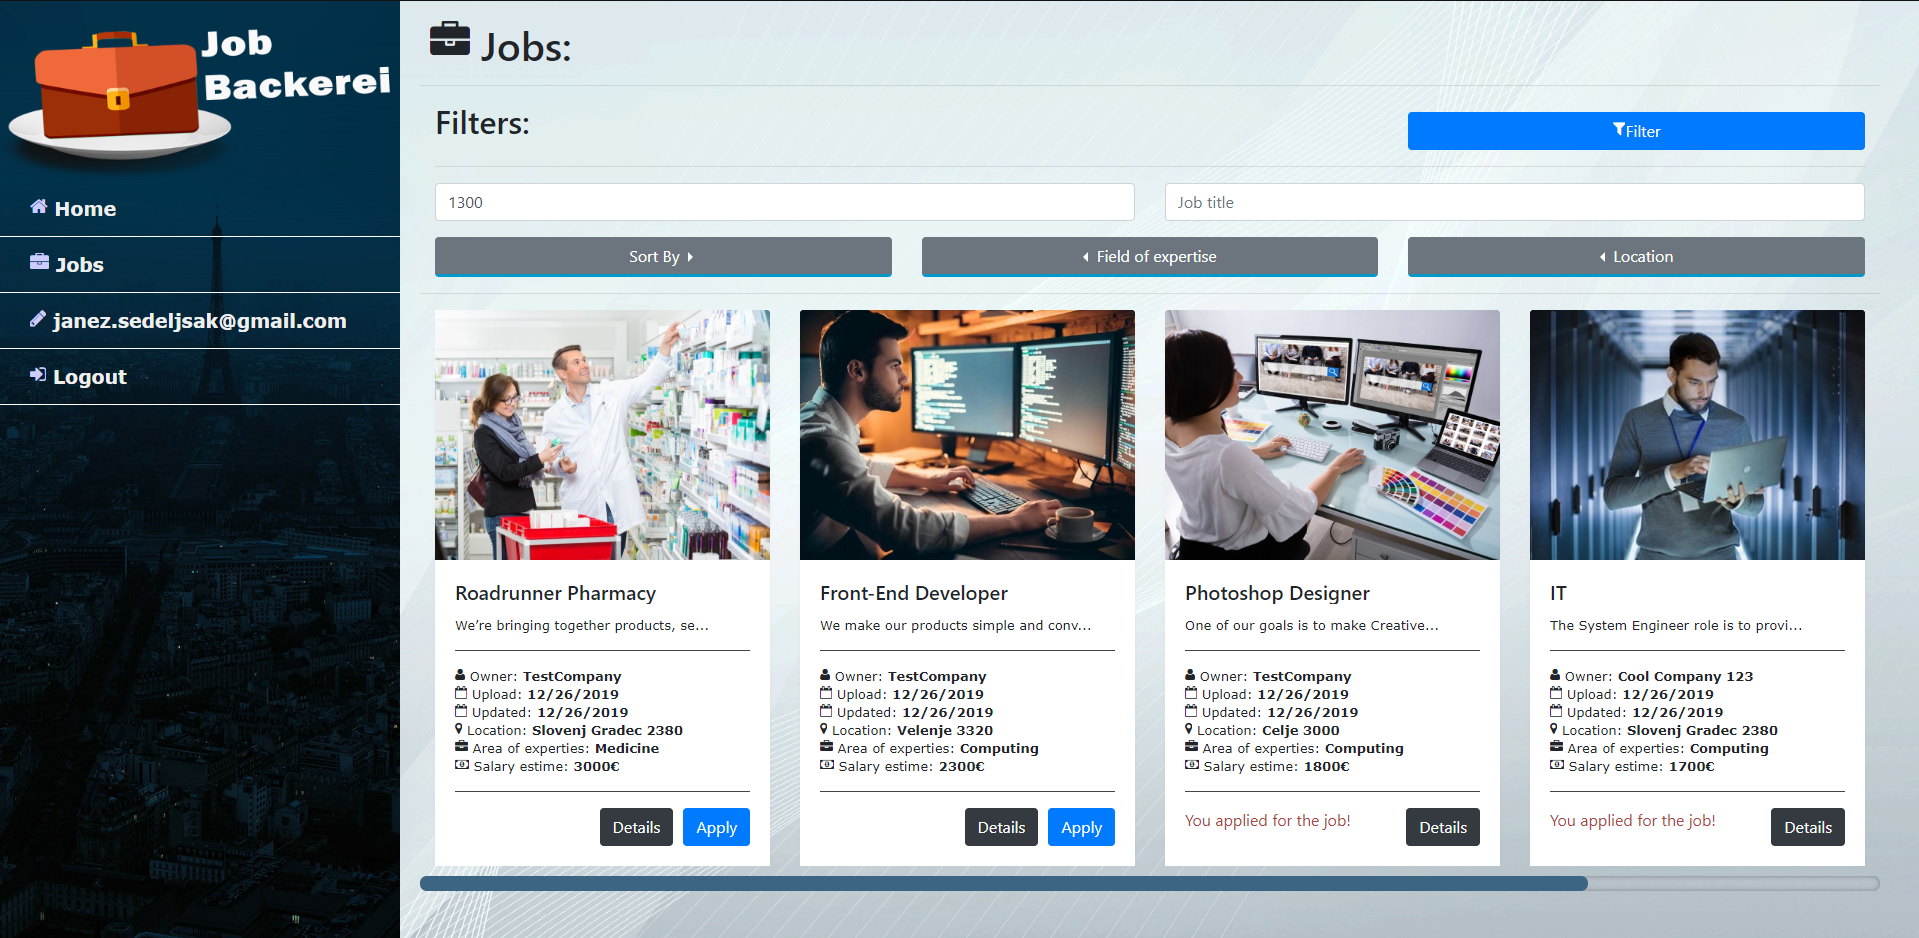 Job
Backerei
Home
Jobs
janez.sedeljsak@gmail.com
Logout
Jobs:
Filters:
Filter
1300
Job title
Sort By
Field of expertise
Location
Roadrunner Pharmacy
We're bringing together products, se...
Owner: TestCompany
Upload: 12/26/2019
Updated: 12/26/2019
Location: Slovenj Gradec 2380
Area of experties: Medicine
Salary estime: 3000€
Details
Apply
Front-End Developer
We make our products simple and conv...
Owner: TestCompany
Upload: 12/26/2019
Updated: 12/26/2019
Location: Velenje 3320
Area of experties: Computing
Salary estime: 2300€
Details
Apply
Photoshop Designer
One of our goals is to make Creative...
Owner: TestCompany
Upload: 12/26/2019
Updated: 12/26/2019
Location: Celje 3000
Area of experties: Computing
Salary estime: 1800€
You applied for the job!
Details
IT
The System Engineer role is to provi...
Owner: Cool Company 123
Upload: 12/26/2019
Updated: 12/26/2019
Location: Slovenj Gradec 2380
Area of experties: Computing
Salary estime: 1700€
You applied for the job!
Details